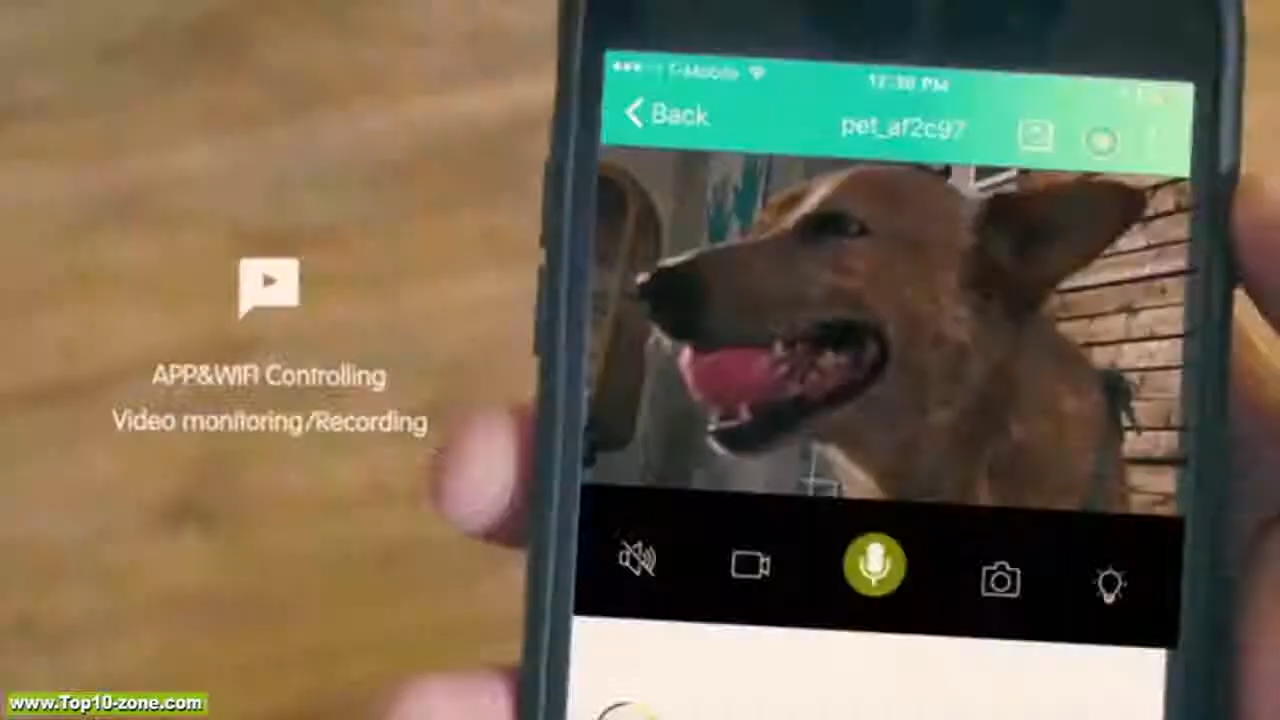 T-Mobile 12:38 PM
Back pet_af2c97
APP&WIFI Controlling
Video monitoring/Recording
www.Top10-zone.com